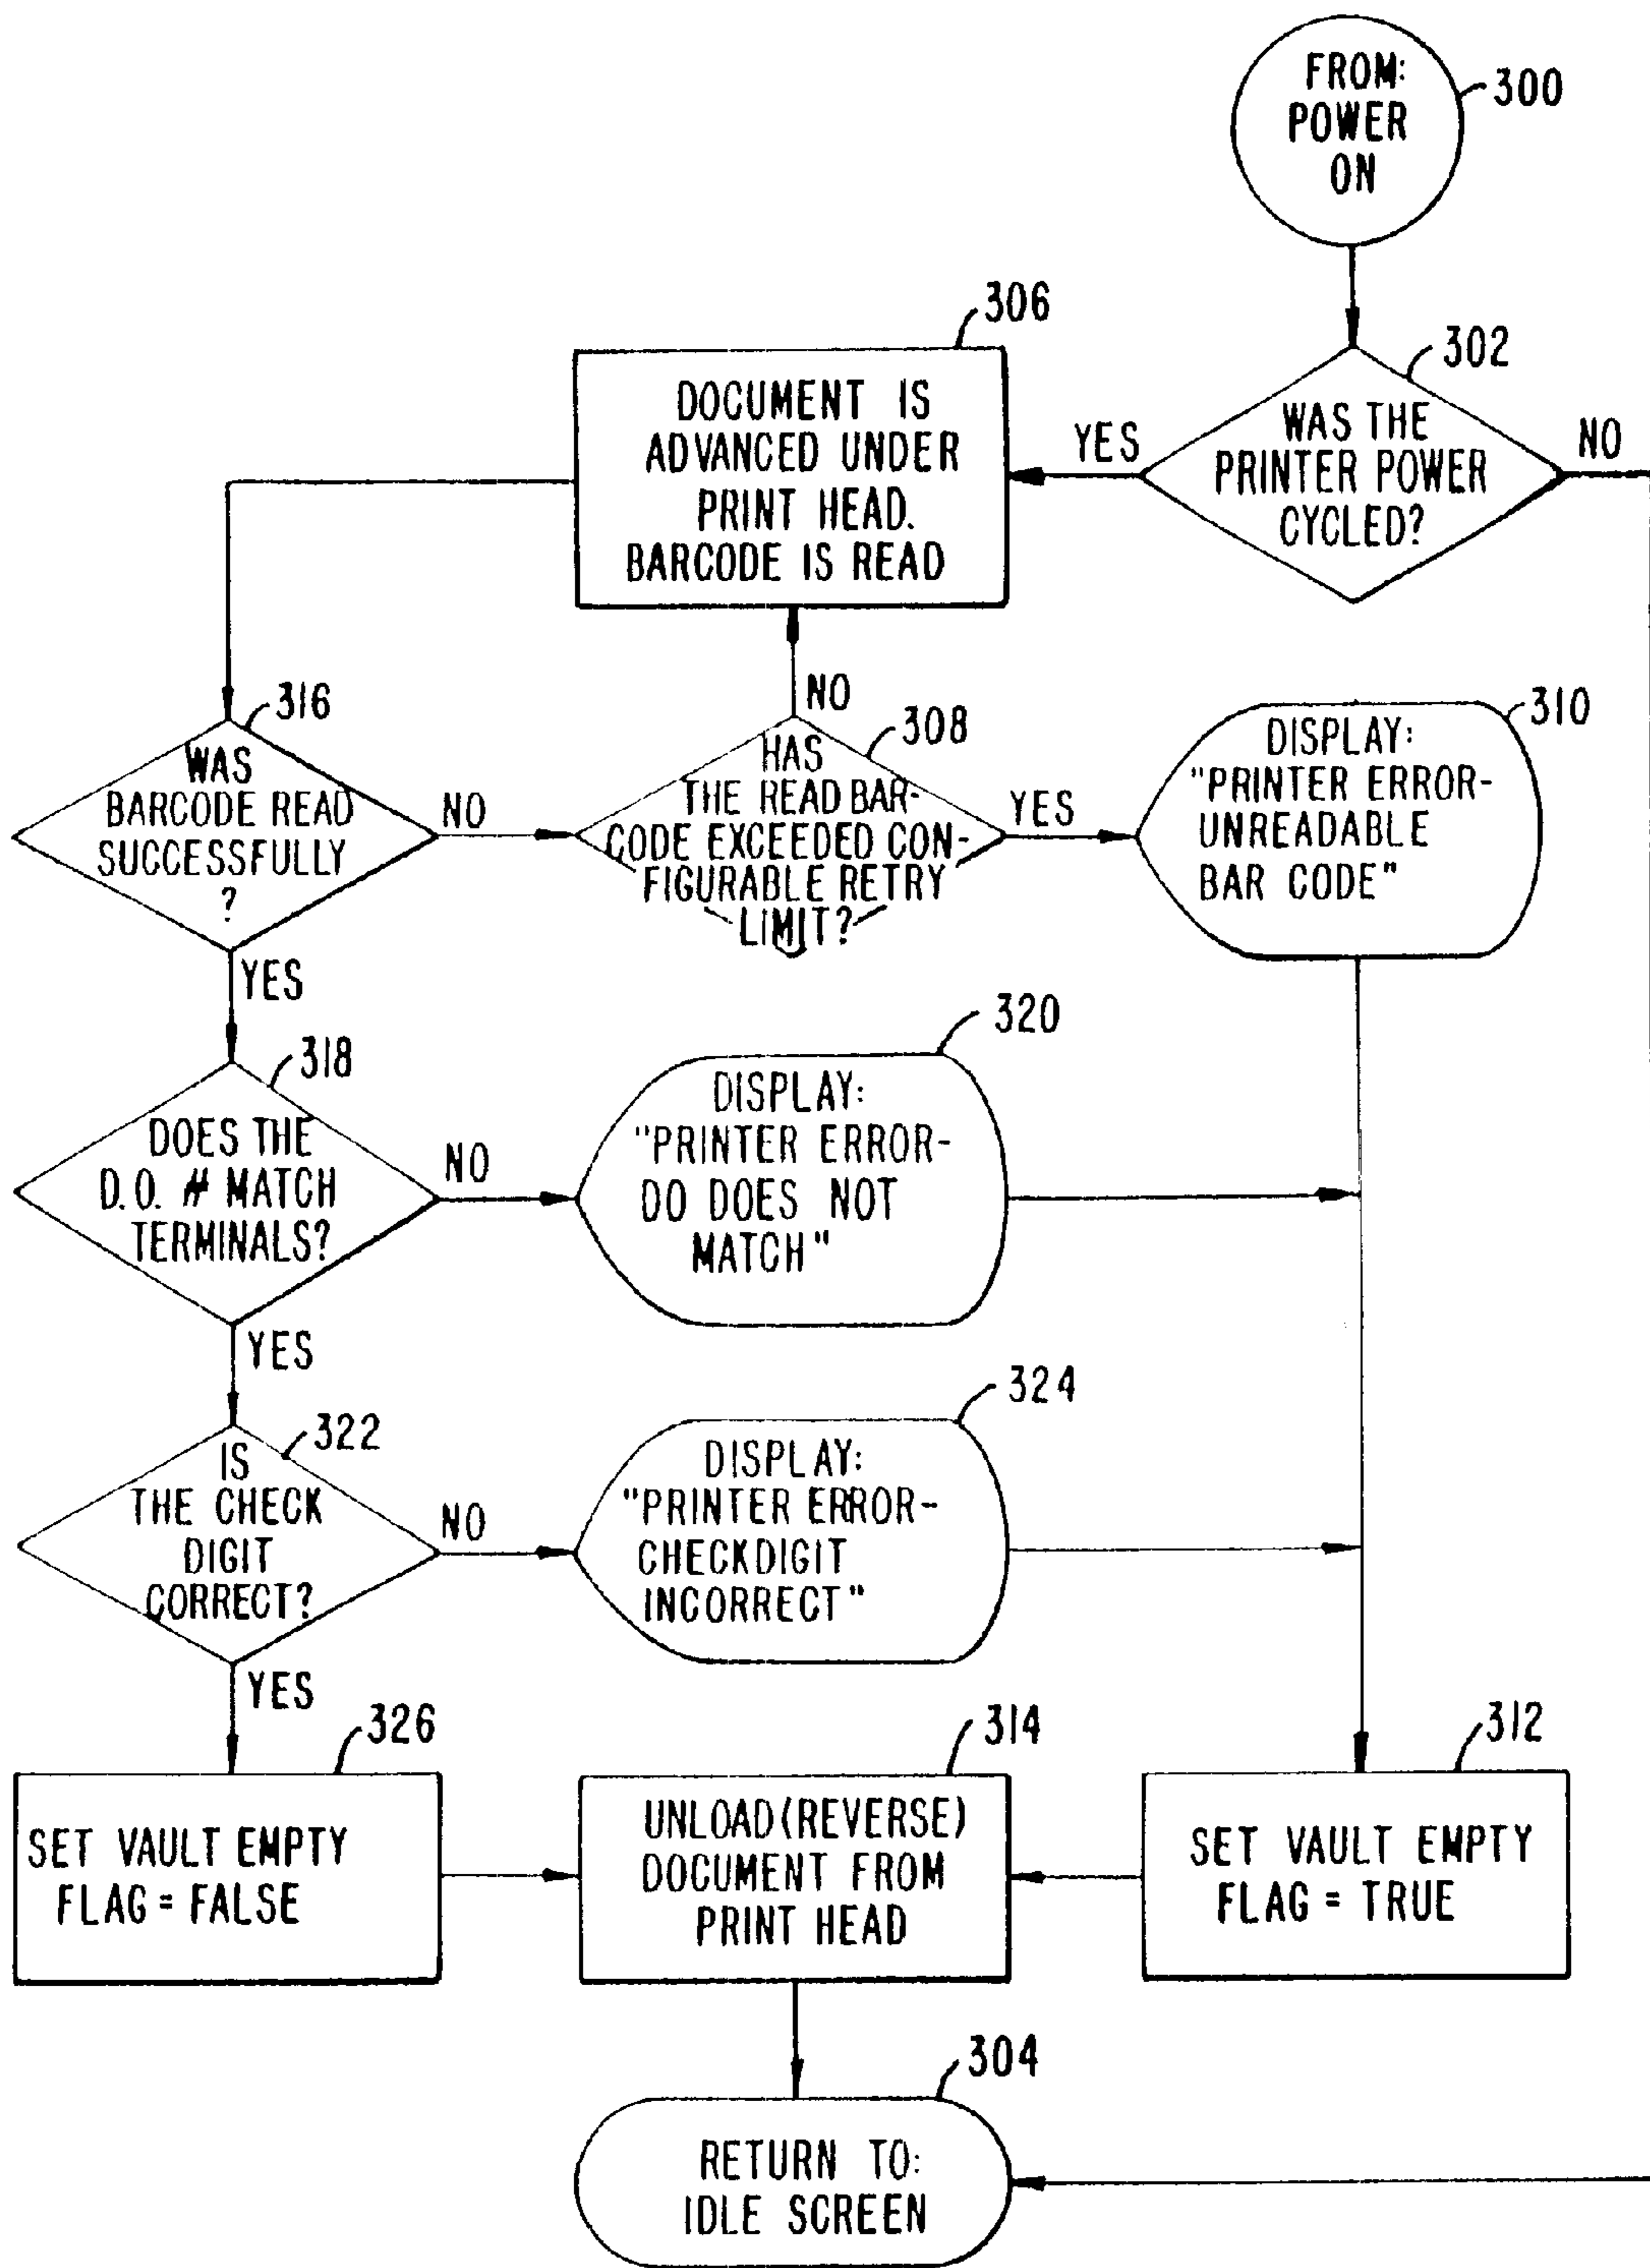 FROM:
POWER
ON
300
302
WAS THE
PRINTER POWER
CYCLED?
YES
NO
306
DOCUMENT IS
ADVANCED UNDER
PRINT HEAD.
BARCODE IS READ
316
WAS
BARCODE READ
SUCCESSFULLY
?
NO
YES
308
HAS
THE READ BAR-
CODE EXCEEDED CON-
FIGURABLE RETRY
LIMIT?
NO
YES
310
DISPLAY:
"PRINTER ERROR-
UNREADABLE
BAR CODE"
318
DOES THE
D.O. # MATCH
TERMINALS?
NO
YES
320
DISPLAY:
"PRINTER ERROR-
DO DOES NOT
MATCH"
322
IS
THE CHECK
DIGIT
CORRECT?
NO
YES
324
DISPLAY:
"PRINTER ERROR-
CHECKDIGIT
INCORRECT"
326
SET VAULT EMPTY
FLAG = FALSE
314
UNLOAD (REVERSE)
DOCUMENT FROM
PRINT HEAD
312
SET VAULT EMPTY
FLAG = TRUE
304
RETURN TO:
IDLE SCREEN